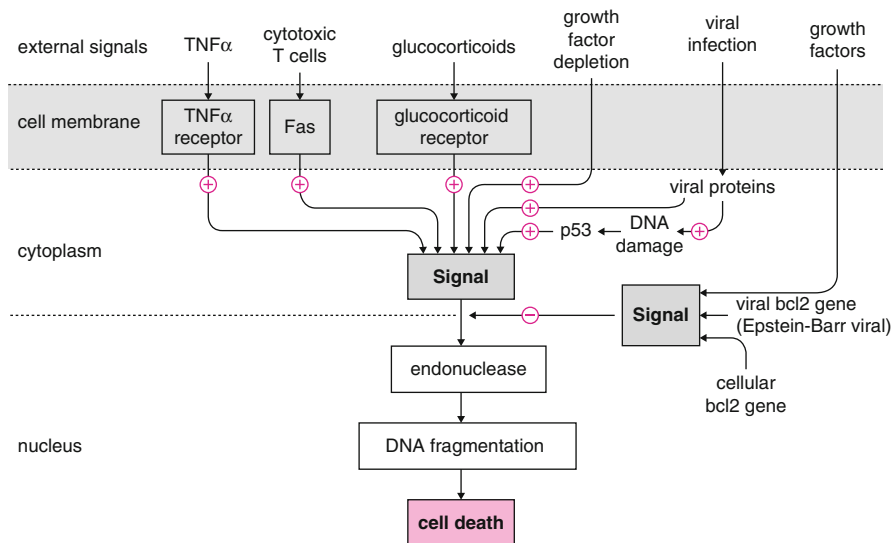 external signals
TNFα
cytotoxic
T cells
glucocorticoids
growth
factor
depletion
viral
infection
growth
factors
cell membrane
TNFα
receptor
Fas
glucocorticoid
receptor
+
+
+
+
viral proteins
+
cytoplasm
+
p53
DNA
damage
+
Signal
Signal
viral bcl2 gene
(Epstein-Barr viral)
−
endonuclease
cellular
bcl2 gene
nucleus
DNA fragmentation
cell death